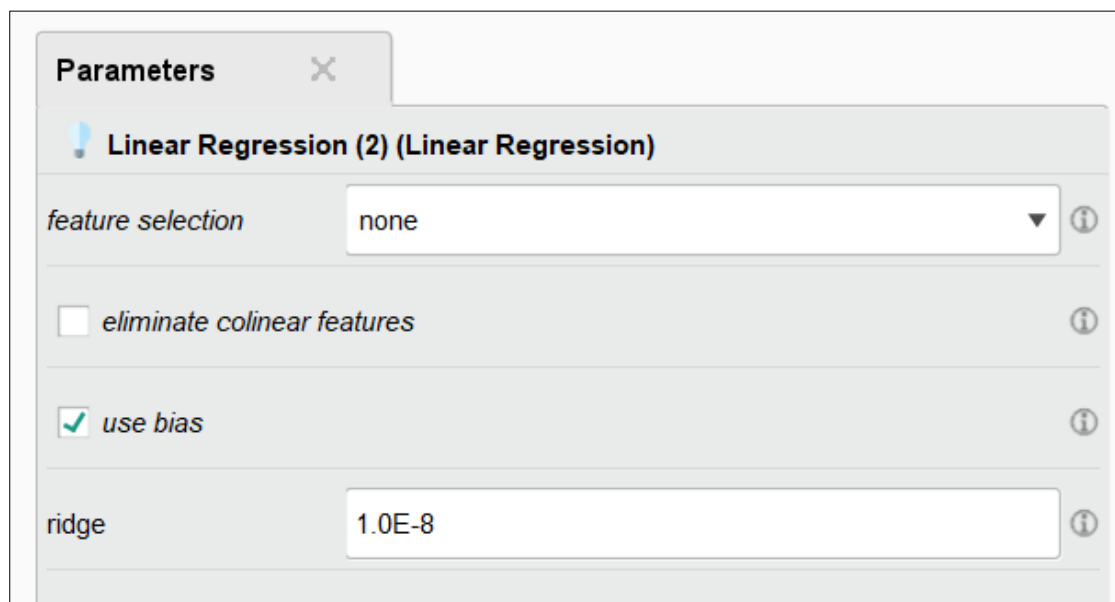 Parameters
Linear Regression (2) (Linear Regression)
feature selection none
eliminate colinear features
use bias
ridge 1.0E-8